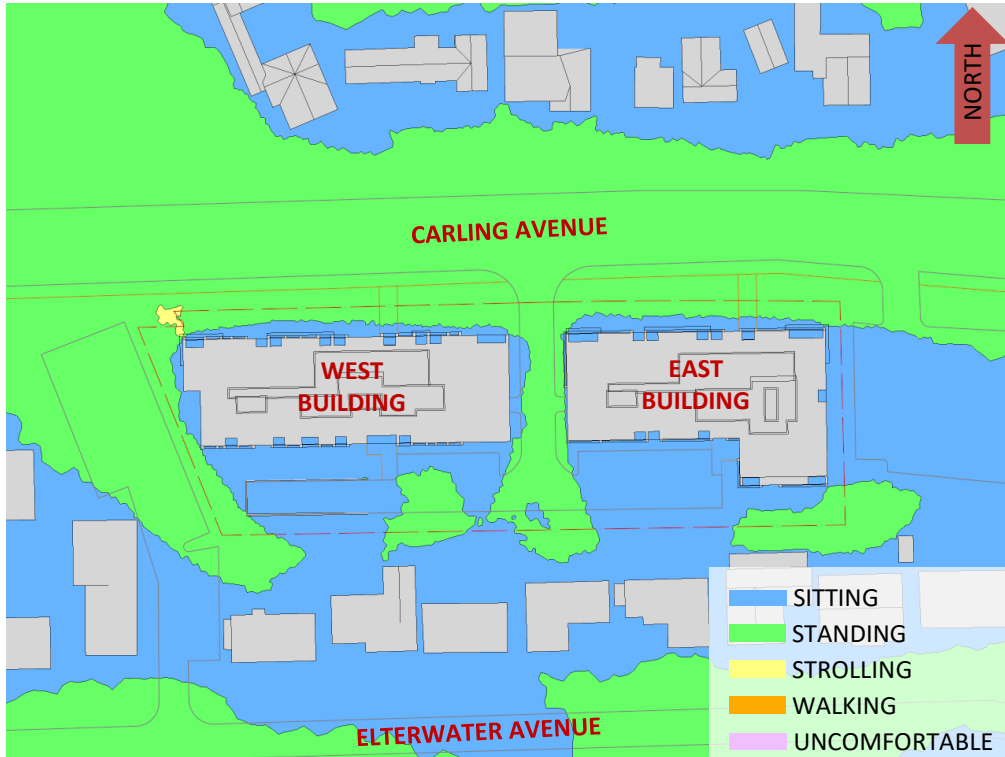 NORTH
CARLING AVENUE
WEST
BUILDING
EAST
BUILDING
SITTING
STANDING
STROLLING
WALKING
UNCOMFORTABLE
ELTERWATER AVENUE